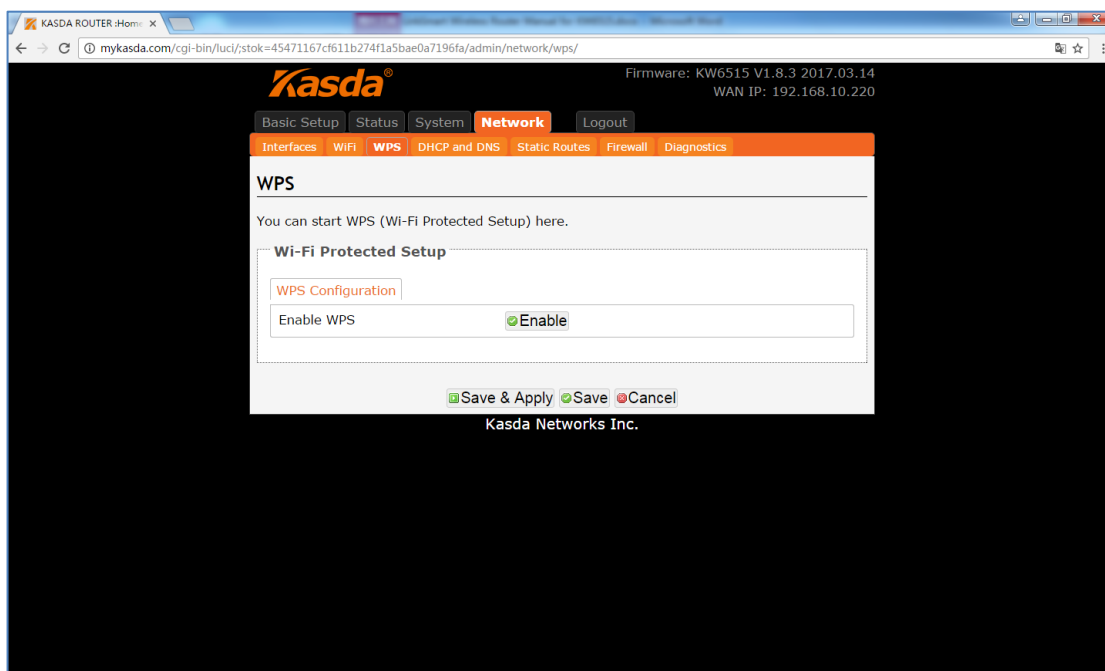 KASDA ROUTER :Home
mykasda.com/cgi-bin/luci/;stok=45471167cf611b274f1a5bae0a7196fa/admin/network/wps/
Kasda®
Firmware: KW6515 V1.8.3 2017.03.14
WAN IP: 192.168.10.220
Basic Setup Status System Network Logout
Interfaces WiFi WPS DHCP and DNS Static Routes Firewall Diagnostics
WPS
You can start WPS (Wi-Fi Protected Setup) here.
Wi-Fi Protected Setup
WPS Configuration
Enable WPS Enable
Save & Apply Save Cancel
Kasda Networks Inc.